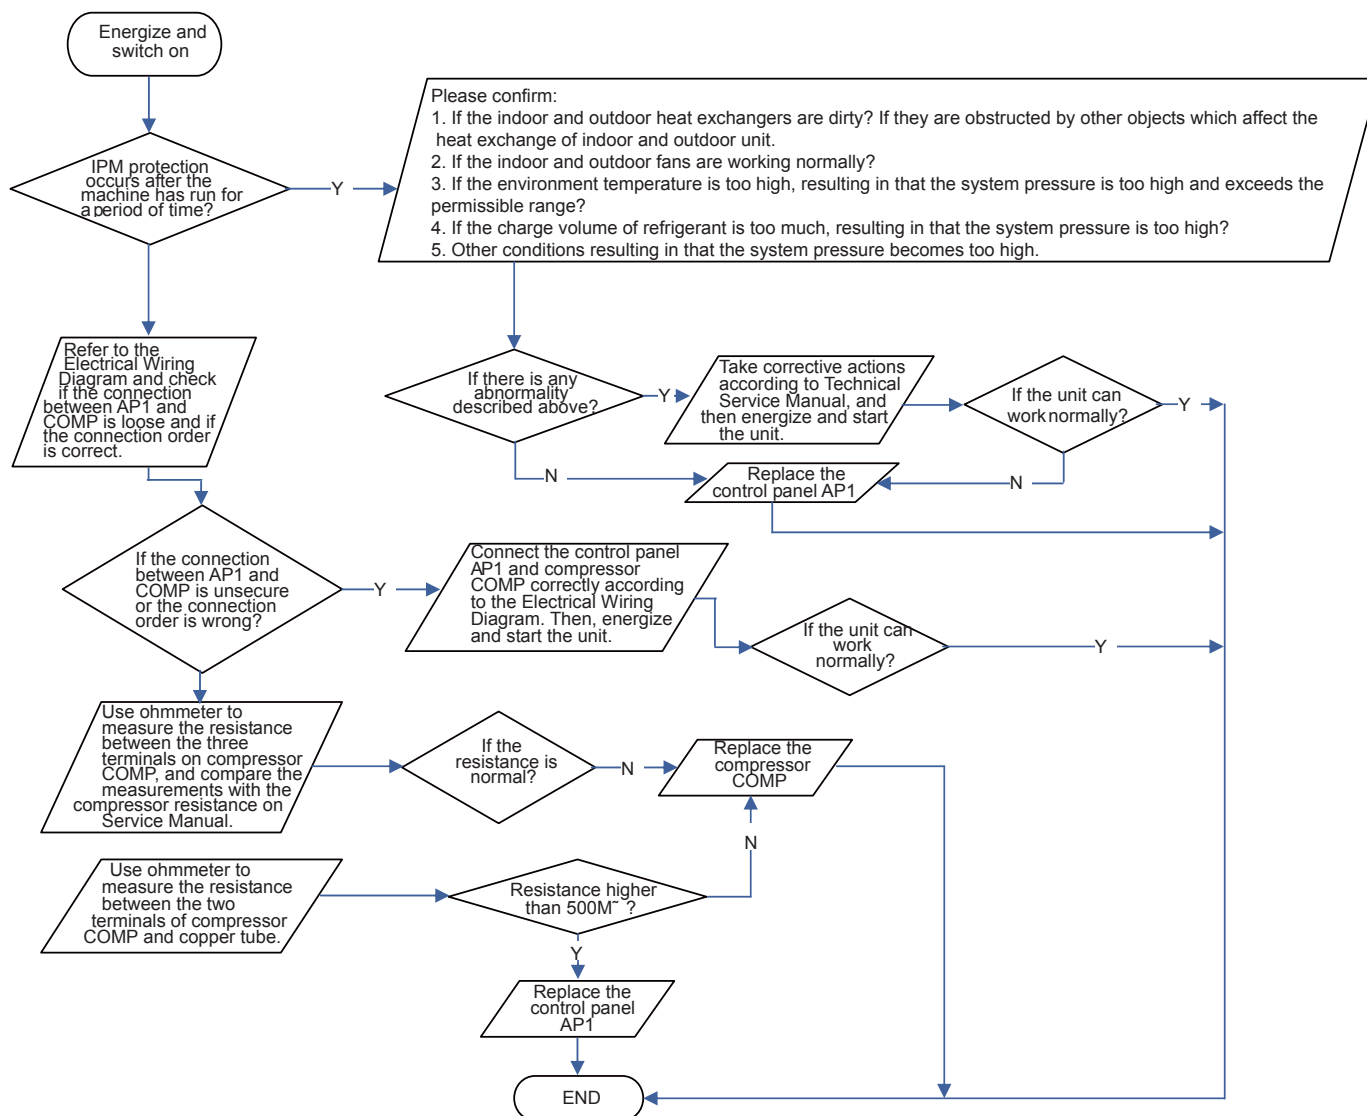 Energize and
switch on
IPM protection
occurs after the
machine has run for
a period of time?
Y
Please confirm:
1. If the indoor and outdoor heat exchangers are dirty? If they are obstructed by other objects which affect the
heat exchange of indoor and outdoor unit.
2. If the indoor and outdoor fans are working normally?
3. If the environment temperature is too high, resulting in that the system pressure is too high and exceeds the
permissible range?
4. If the charge volume of refrigerant is too much, resulting in that the system pressure is too high?
5. Other conditions resulting in that the system pressure becomes too high.
Refer to the
Electrical Wiring
Diagram and check
if the connection
between AP1 and
COMP is loose and if
the connection order
is correct.
If there is any
abnormality
described above?
Y
Take corrective actions
according to Technical
Service Manual, and
then energize and start
the unit.
If the unit can
work normally?
Y
N
Replace the
control panel AP1
N
If the connection
between AP1 and
COMP is unsecure
or the connection
order is wrong?
Y
Connect the control panel
AP1 and compressor
COMP correctly according
to the Electrical Wiring
Diagram. Then, energize
and start the unit.
If the unit can
work
normally?
Y
Use ohmmeter to
measure the resistance
between the three
terminals on compressor
COMP, and compare the
measurements with the
compressor resistance on
Service Manual.
If the
resistance is
normal?
N
Replace the
compressor
COMP
N
Use ohmmeter to
measure the resistance
between the two
terminals of compressor
COMP and copper tube.
Resistance higher
than 500M˜ ?
Y
Replace the
control panel
AP1
END